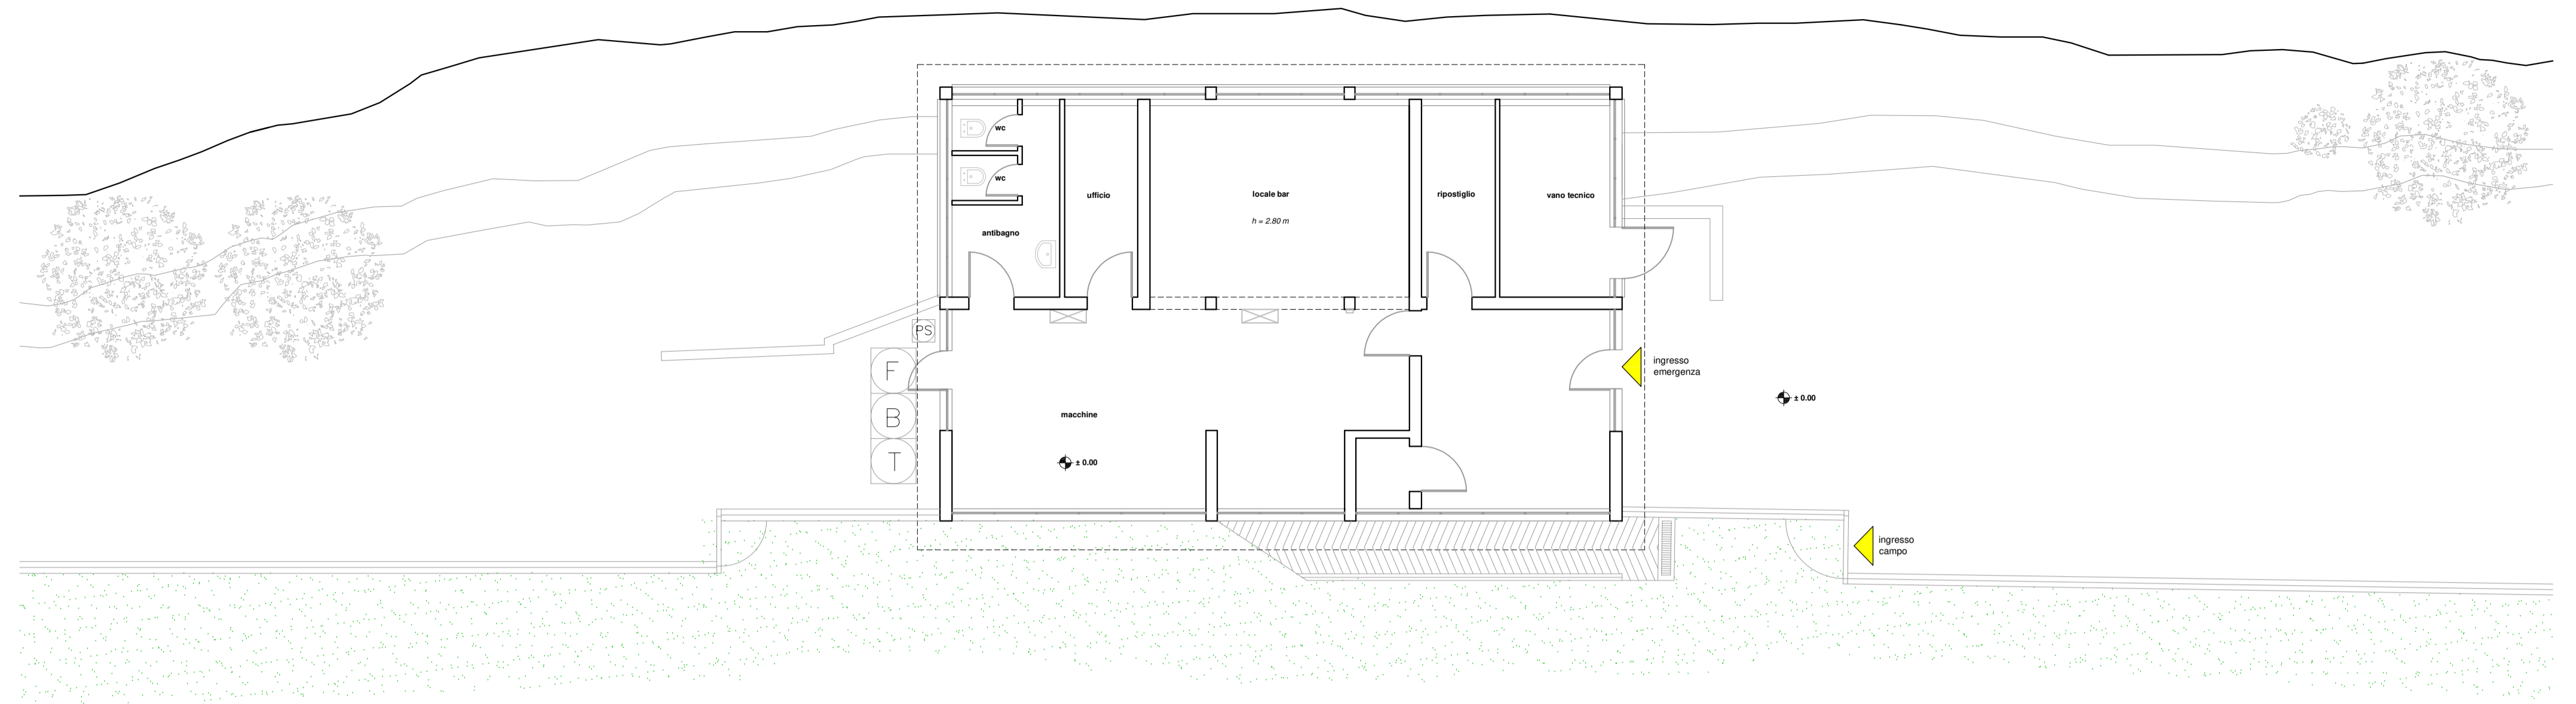 wc
wc
ufficio
locale bar
h = 2.80 m
ripostiglio
vano tecnico
antibagno
PS
F
B
T
ingresso
emergenza
± 0.00
macchine
± 0.00
ingresso
campo